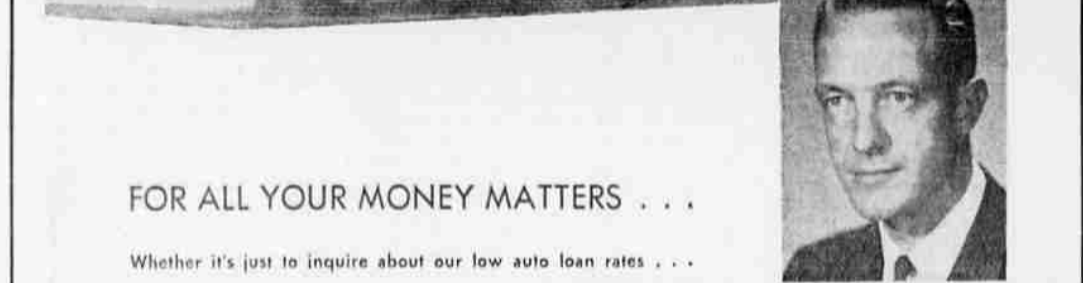 FOR ALL YOUR MONEY MATTERS . . .
Whether it's just to inquire about our low auto loan rates . . .